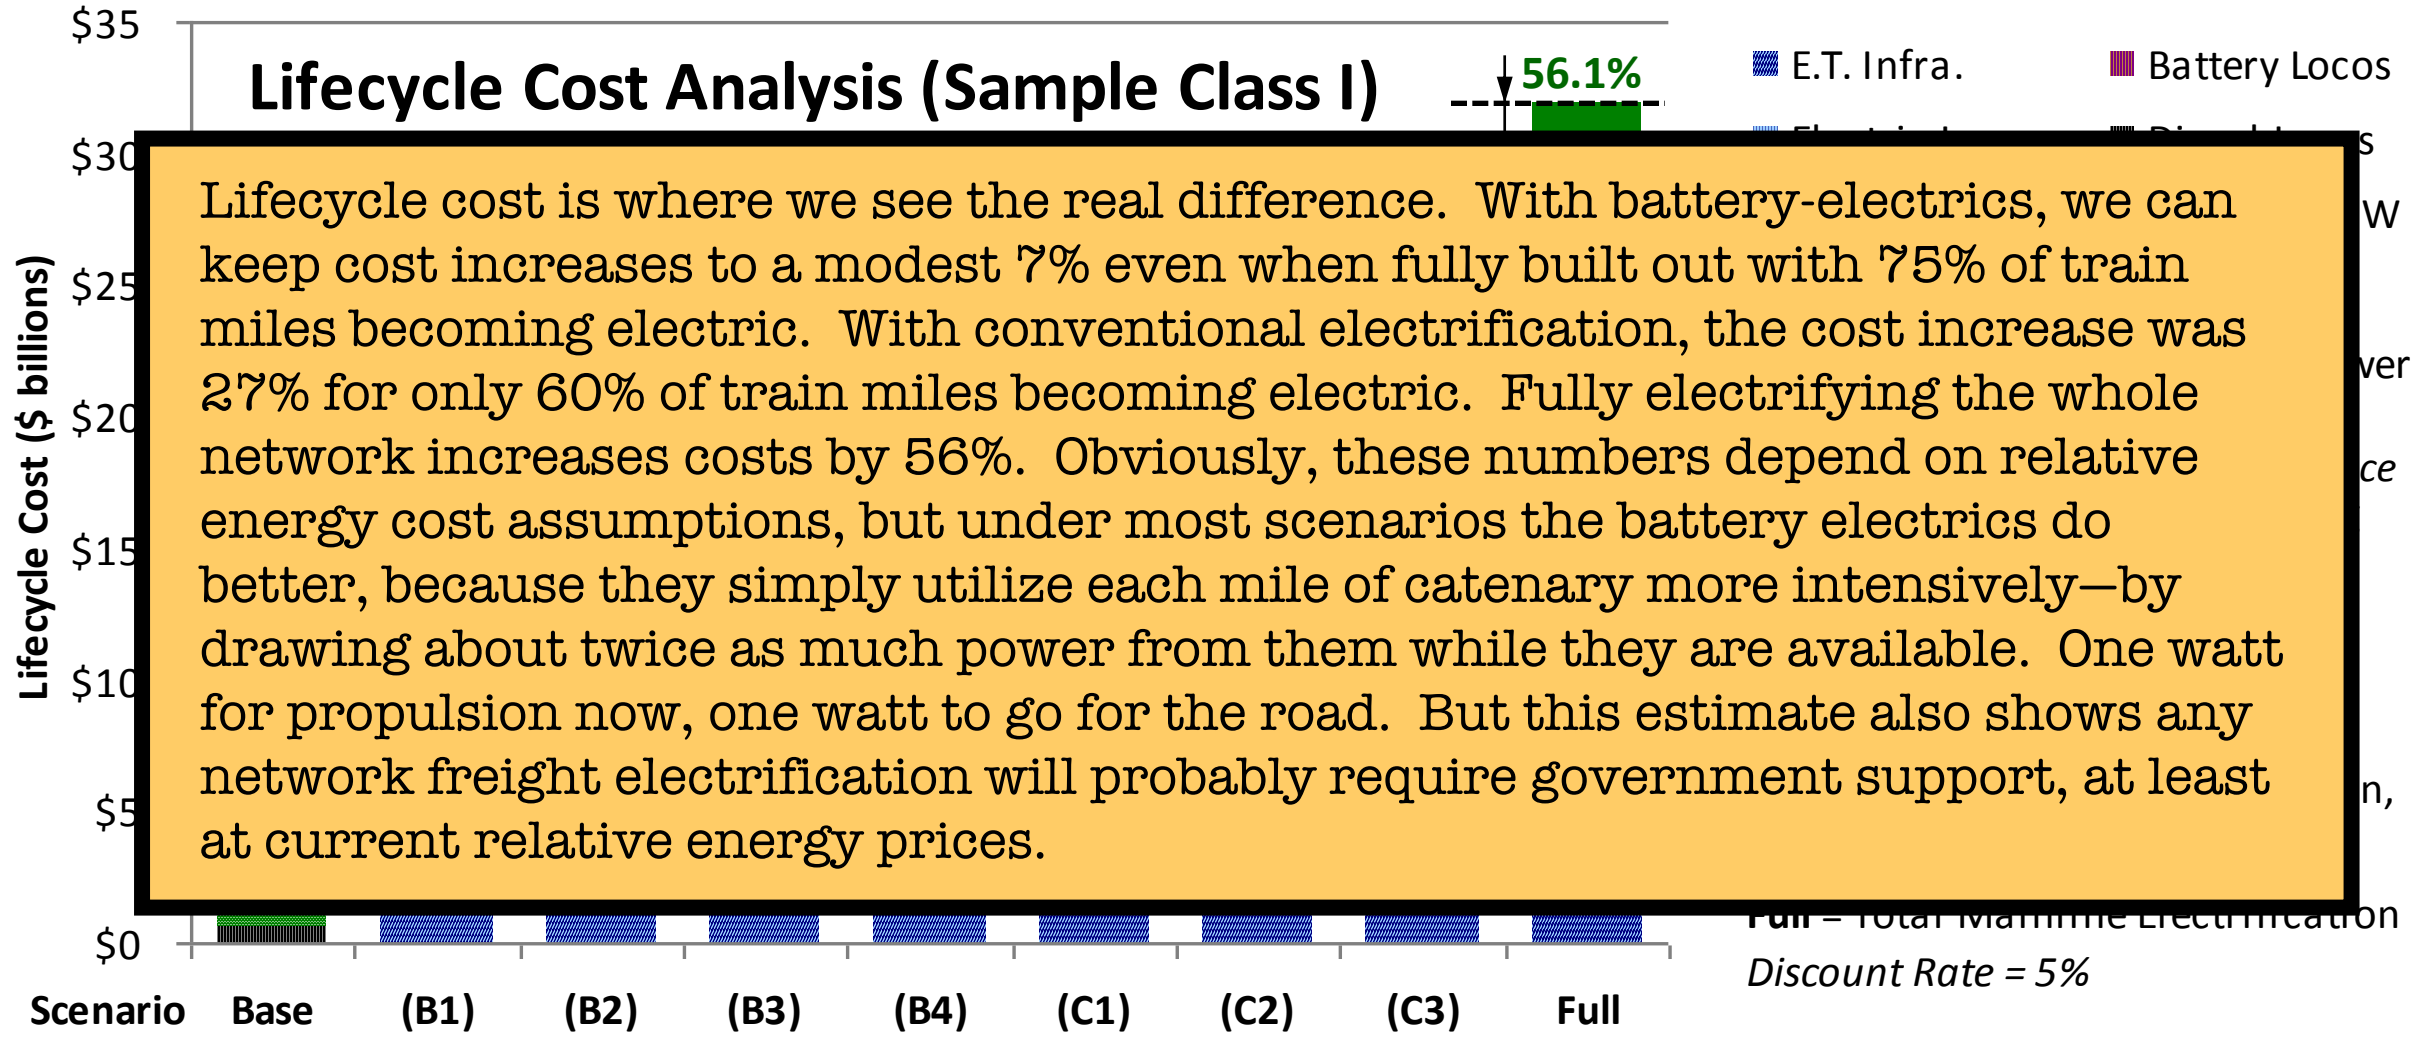 $35
Lifecycle Cost Analysis (Sample Class I)
56.1%
E.T. Infra.
Battery Locos
$30
Lifecycle cost is where we see the real difference.  With battery-electrics, we can
keep cost increases to a modest 7% even when fully built out with 75% of train
miles becoming electric.  With conventional electrification, the cost increase was
27% for only 60% of train miles becoming electric.  Fully electrifying the whole
network increases costs by 56%.  Obviously, these numbers depend on relative
energy cost assumptions, but under most scenarios the battery electrics do
better, because they simply utilize each mile of catenary more intensively—by
drawing about twice as much power from them while they are available.  One watt
for propulsion now, one watt to go for the road.  But this estimate also shows any
network freight electrification will probably require government support, at least
at current relative energy prices.
Lifecycle Cost ($ billions)
$25
$20
$15
$10
$5
$0
Full = Total Mainline Electrification
Discount Rate = 5%
Scenario
Base
(B1)
(B2)
(B3)
(B4)
(C1)
(C2)
(C3)
Full